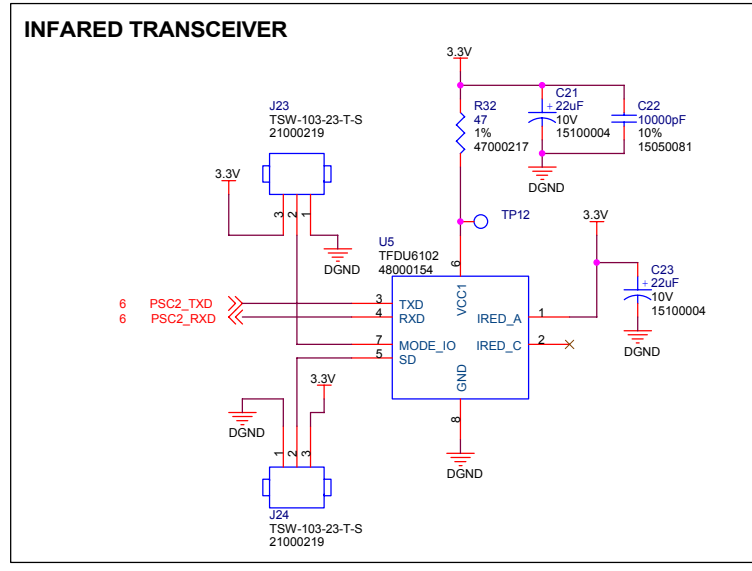 INFARED TRANSCEIVER
3.3V
J23
TSW-103-23-T-S
21000219
R32
47
1%
47000217
C21
+ 22uF
10V
15100004
C22
10000pF
10%
15050081
3.3V
3
2
1
DGND
DGND
TP12
3.3V
U5
TFDU6102
48000154
6
VCC1
C23
+ 22uF
10V
15100004
6 PSC2_TXD
3
TXD
6 PSC2_RXD
4
RXD
IRED_A
1
7
MODE_IO
IRED_C
2
5
SD
DGND
3.3V
GND
8
DGND
1
2
3
DGND
J24
TSW-103-23-T-S
21000219